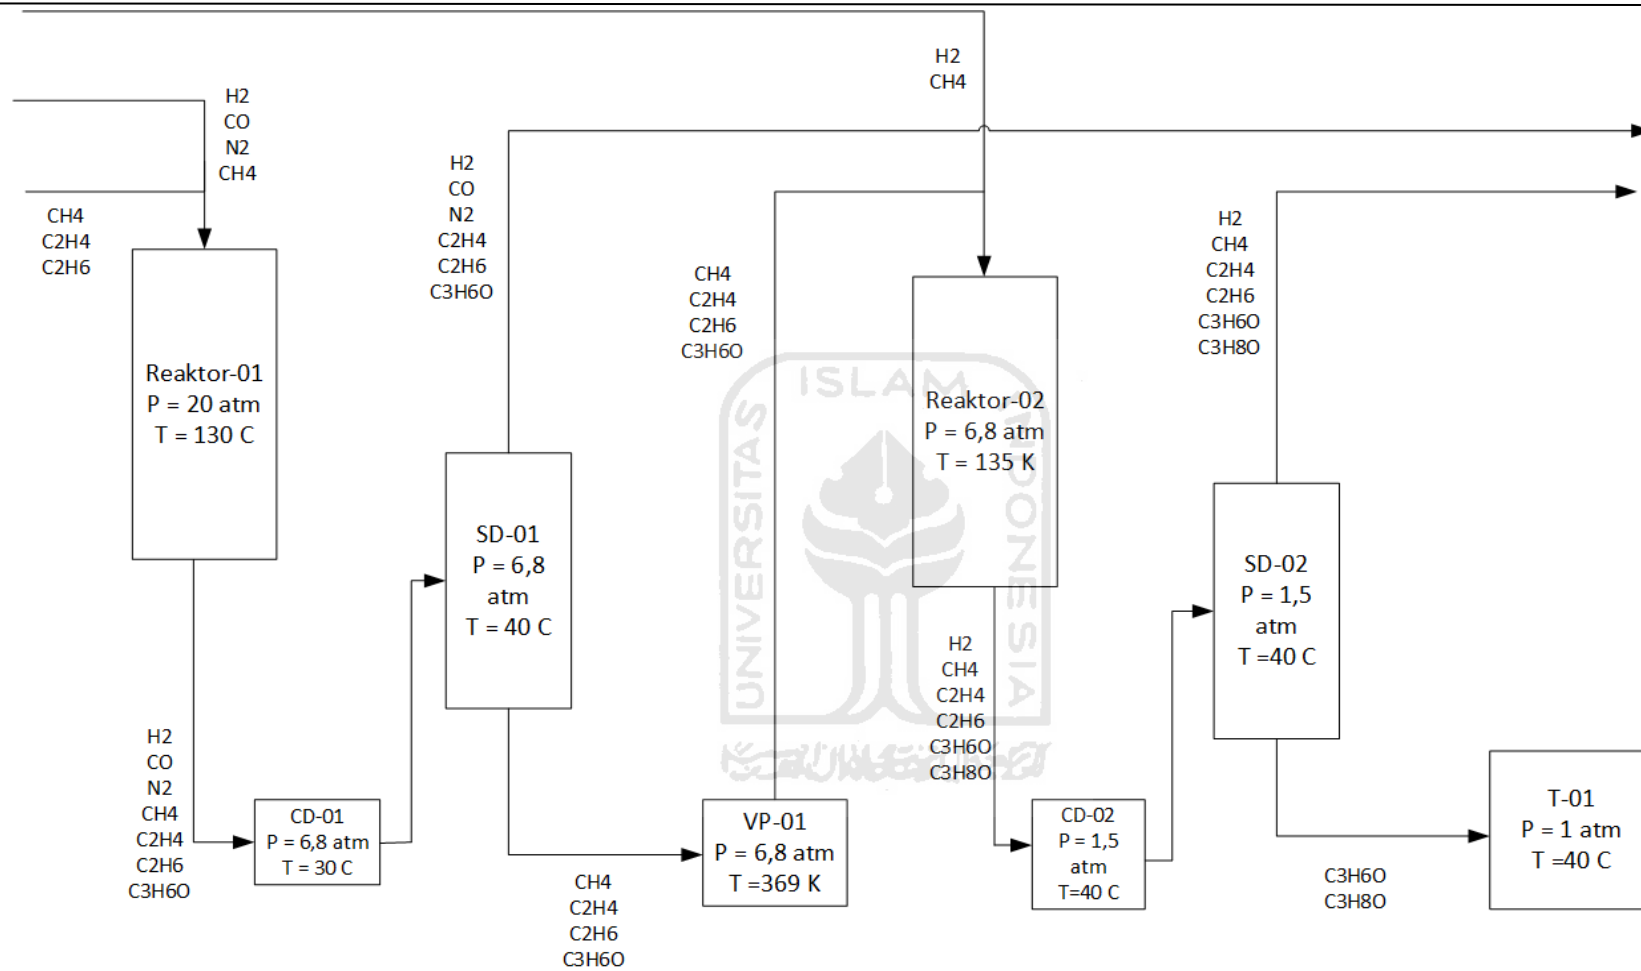 H2
CO
N2
CH4
CH4
C2H4
C2H6
Reaktor-01
P = 20 atm
T = 130 C
H2
CO
N2
CH4
C2H4
C2H6
C3H6O
CD-01
P = 6,8 atm
T = 30 C
H2
CO
N2
C2H4
C2H6
C3H6O
SD-01
P = 6,8
atm
T = 40 C
CH4
C2H4
C2H6
C3H6O
VP-01
P = 6,8 atm
T =369 K
CH4
C2H4
C2H6
C3H6O
H2
CH4
Reaktor-02
P = 6,8 atm
T = 135 K
H2
CH4
C2H4
C2H6
C3H6O
C3H8O
CD-02
P = 1,5
atm
T=40 C
H2
CH4
C2H4
C2H6
C3H6O
C3H8O
SD-02
P = 1,5
atm
T =40 C
C3H6O
C3H8O
T-01
P = 1 atm
T =40 C
UNIVERSITAS
ISLAM
INDONESIA